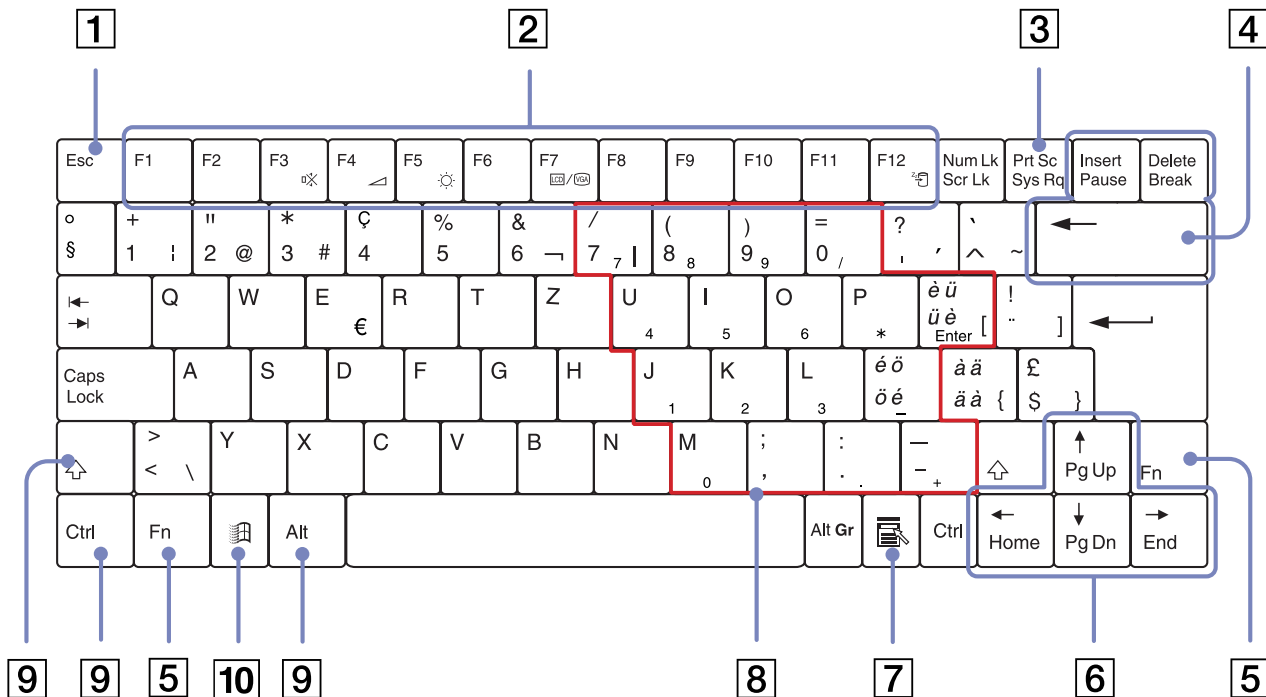 1 2 3 4
Esc F1 F2 F3 F4 F5 F6 F7 LCD / VGA F8 F9 F10 F11 F12 Num Lk Scr Lk Prt Sc Sys Rq Insert Pause Delete Break
° § + 1 ¦ " 2 @ * 3 # ç 4 % 5 & 6 ¬ / 7 7 | ( 8 8 ) 9 9 = 0 / ? ' ´ ` ^ ~ ←
|← →| Q W E € R T Z U 4 I 5 O 6 P * è ü ü è Enter [ ! ¨ ]
Caps Lock A S D F G H J 1 K 2 L 3 é ö ö é _ à ä ä à { £ $ }
> < \ Y X C V B N M 0 ; , : . . — - + ↑ Pg Up Fn
Ctrl Fn Alt Alt Gr Ctrl ← Home ↓ Pg Dn → End
9 9 5 10 9 8 7 6 5